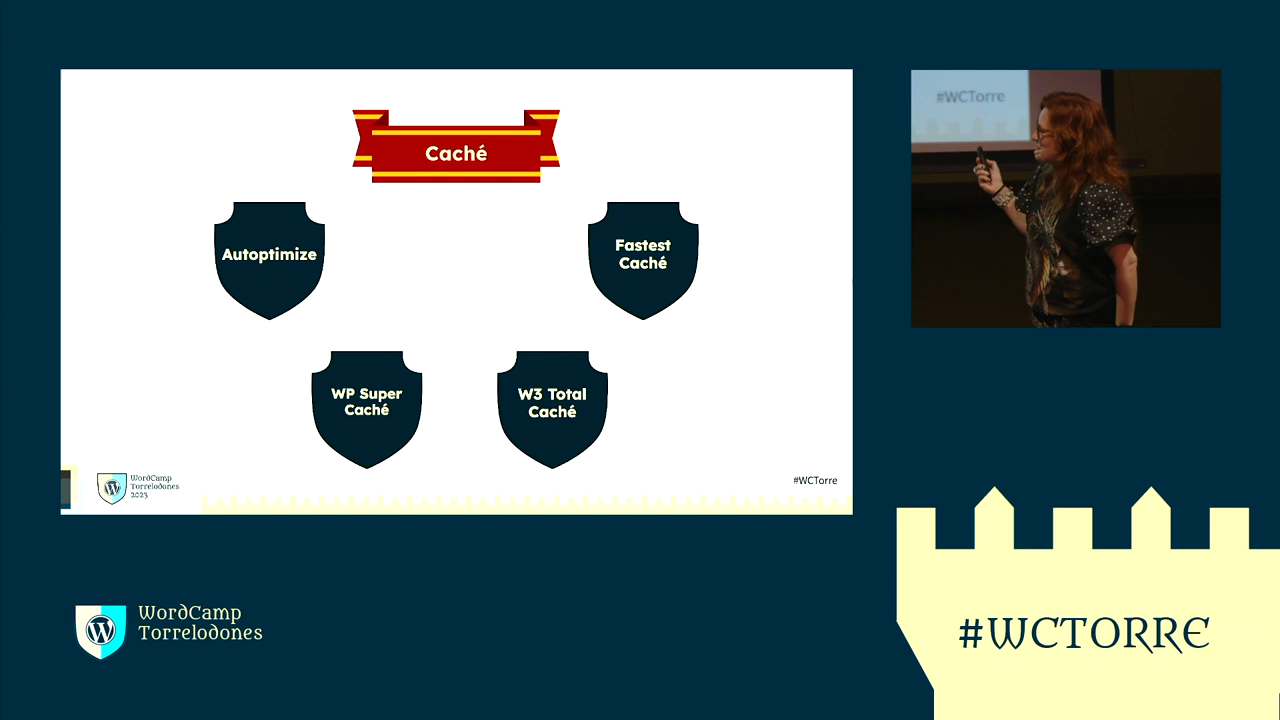 Caché
Autoptimize
Fastest
Caché
WP Super
Caché
W3 Total
Caché
WordCamp
Torrelodones
2023
#WCTorre
#WCTorre
WordCamp
Torrelodones
#WCTORRE